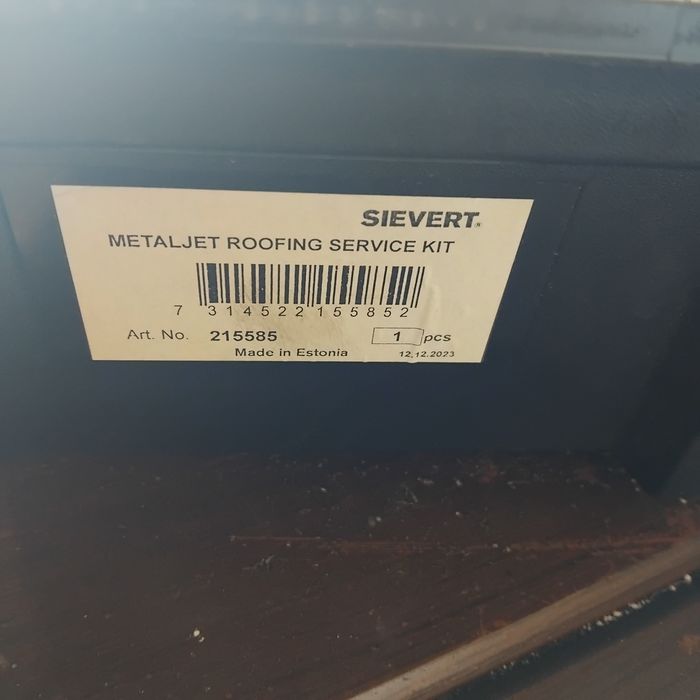 SIEVERT
METALJET ROOFING SERVICE KIT
7 314522 155852
Art. No. 215585 1 pcs
Made in Estonia 12.12.2023